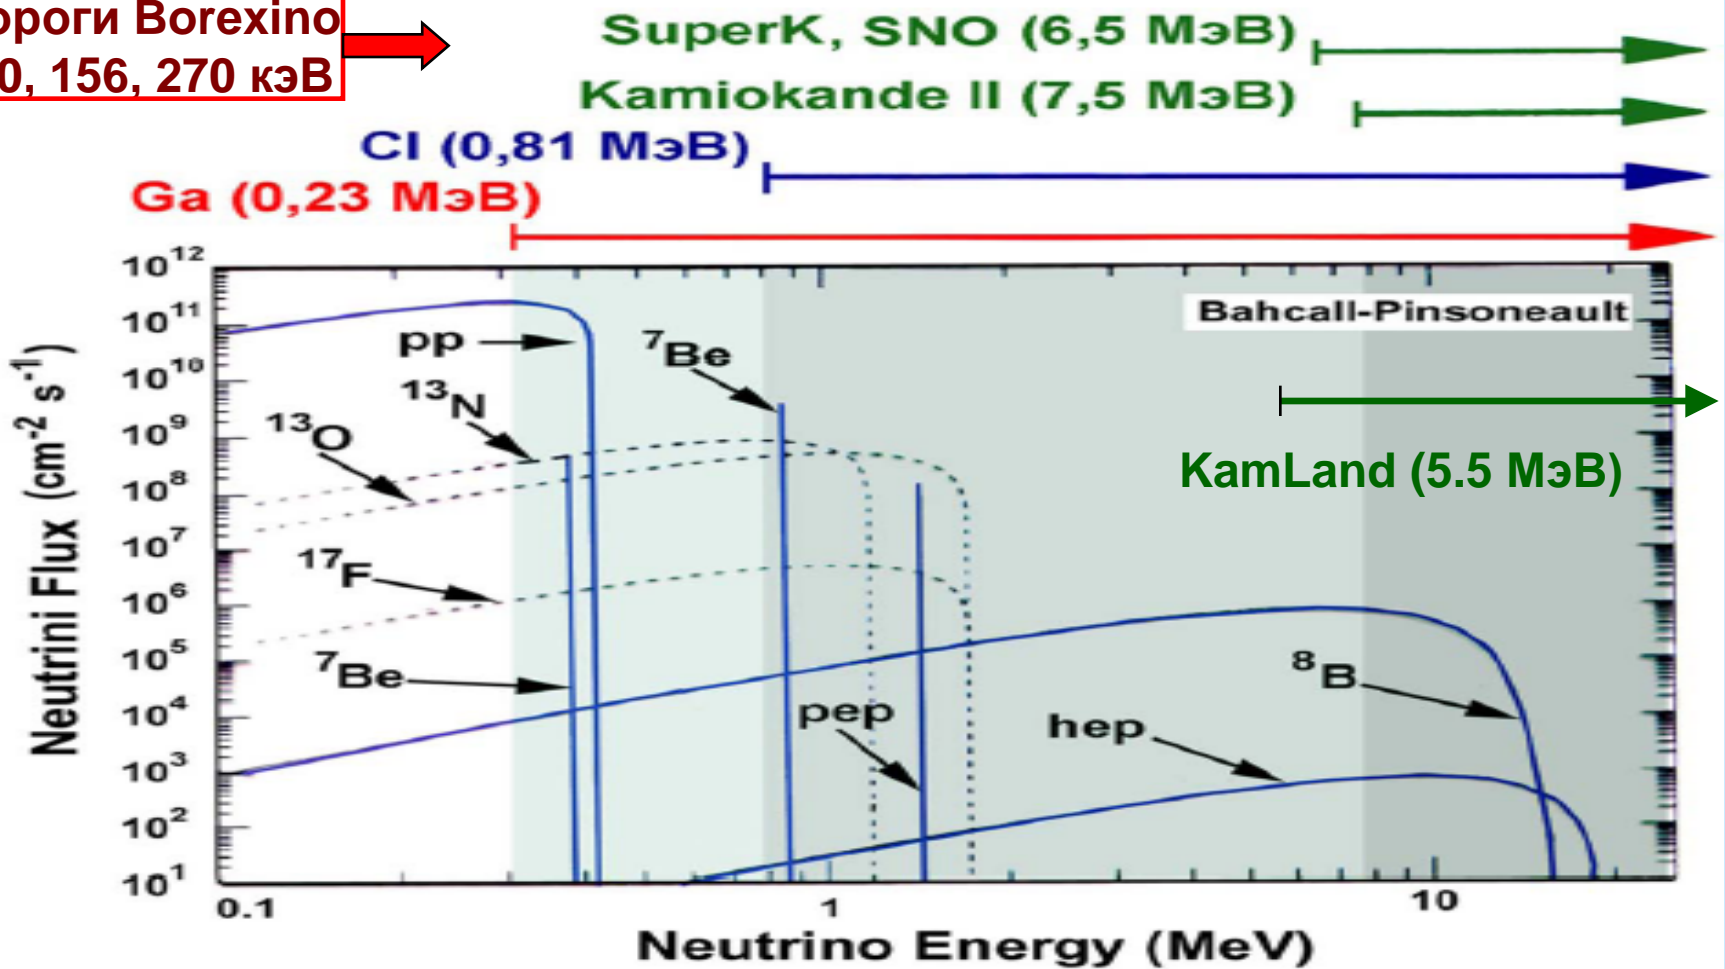 ороги Borexino
0, 156, 270 кэВ
SuperK, SNO (6,5 МэВ)
Kamiokande II (7,5 МэВ)
Cl (0,81 МэВ)
Ga (0,23 МэВ)
10¹²
10¹¹
10¹⁰
10⁹
10⁸
10⁷
10⁶
10⁵
10⁴
10³
10²
10¹
Neutrini Flux (cm⁻² s⁻¹)
Bahcall-Pinsoneault
pp
⁷Be
¹³N
¹³O
KamLand (5.5 МэВ)
¹⁷F
⁷Be
⁸B
pep
hep
0.1
1
10
Neutrino Energy (MeV)